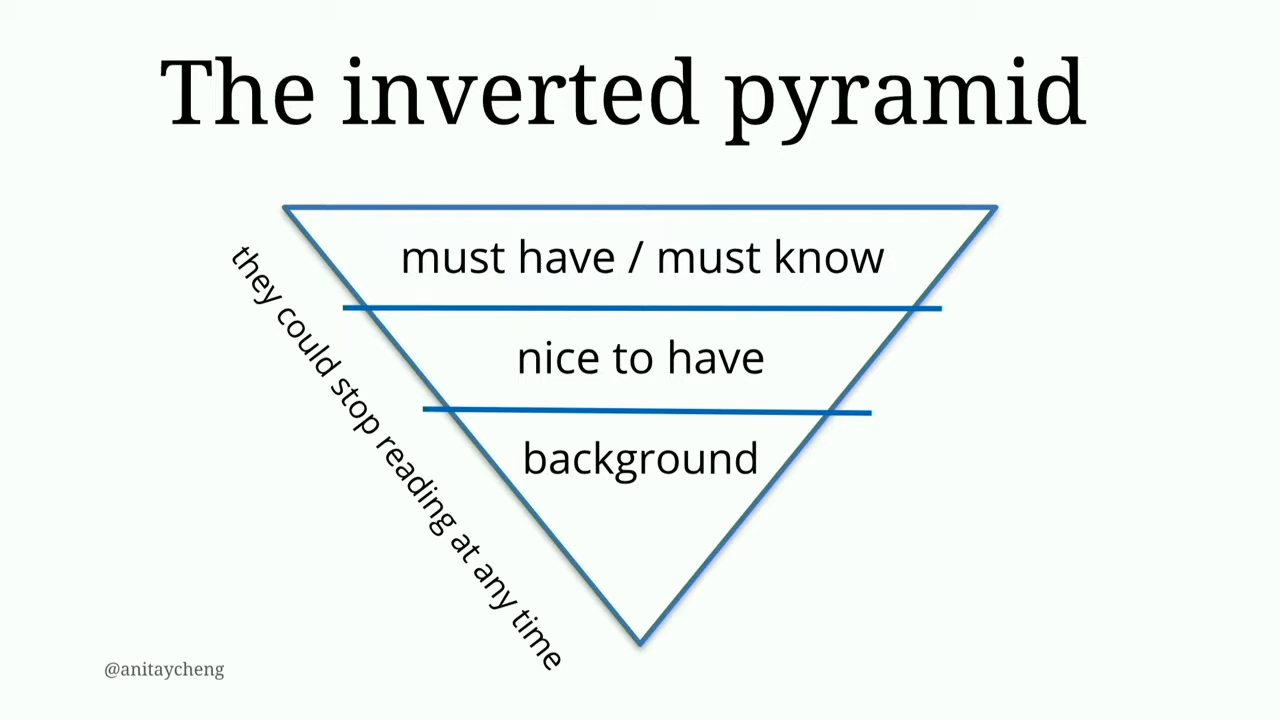 The inverted pyramid
must have / must know
nice to have
background
they could stop reading at any time
@anitaycheng